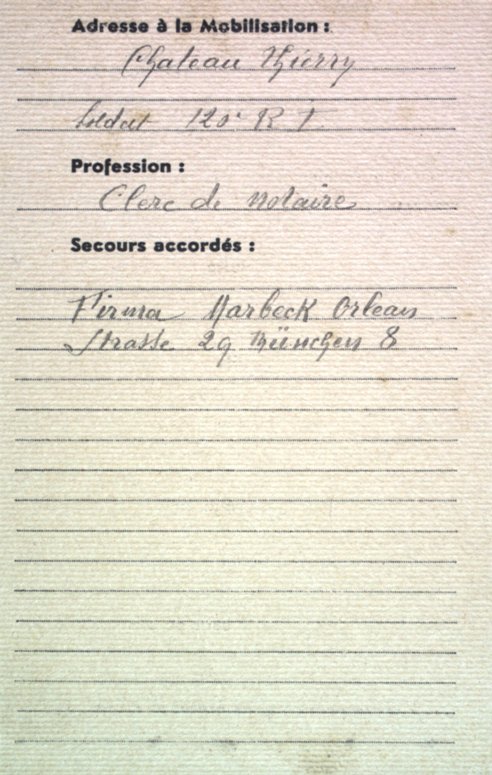 Adresse à la Mobilisation :
Chateau Thierry
Soldat 120e R I
Profession :
Clerc de notaire
Secours accordés :
Firma Marbeck Orleans
Strasse 29 München 8